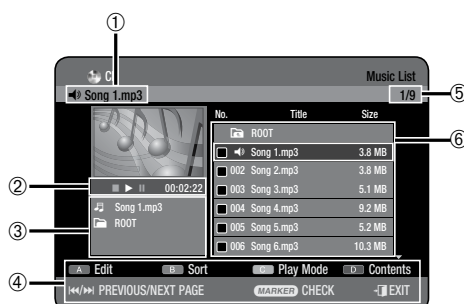 ①
C
Music List
Song 1.mp3
1/9
⑤
No. Title Size
ROOT
⑥
Song 1.mp3 3.8 MB
② 00:02:22
002 Song 2.mp3 3.8 MB
003 Song 3.mp3 5.1 MB
③ Song 1.mp3
ROOT
004 Song 4.mp3 9.2 MB
005 Song 5.mp3 5.2 MB
006 Song 6.mp3 10.3 MB
④
A Edit B Sort C Play Mode D Contents
PREVIOUS/NEXT PAGE MARKER CHECK EXIT